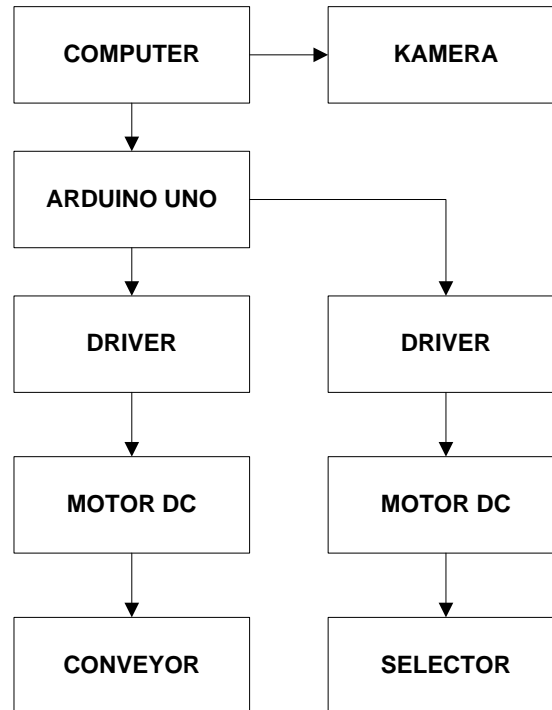 COMPUTER
KAMERA
ARDUINO UNO
DRIVER
DRIVER
MOTOR DC
MOTOR DC
CONVEYOR
SELECTOR